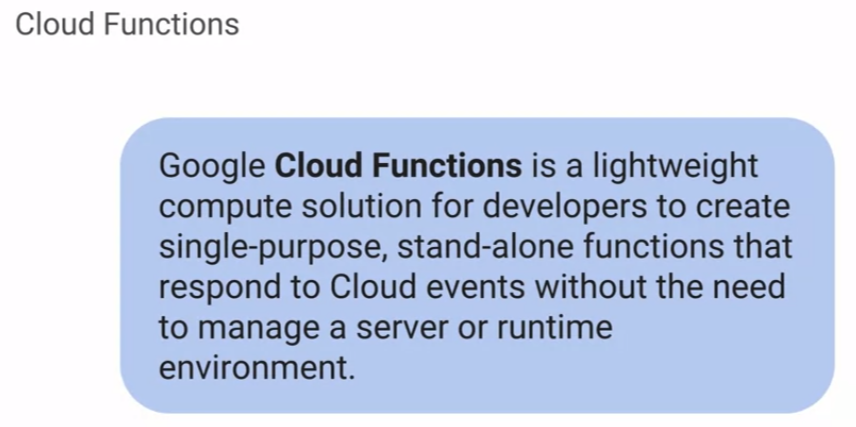 Cloud Functions
Google Cloud Functions is a lightweight
compute solution for developers to create
single-purpose, stand-alone functions that
respond to Cloud events without the need
to manage a server or runtime
environment.